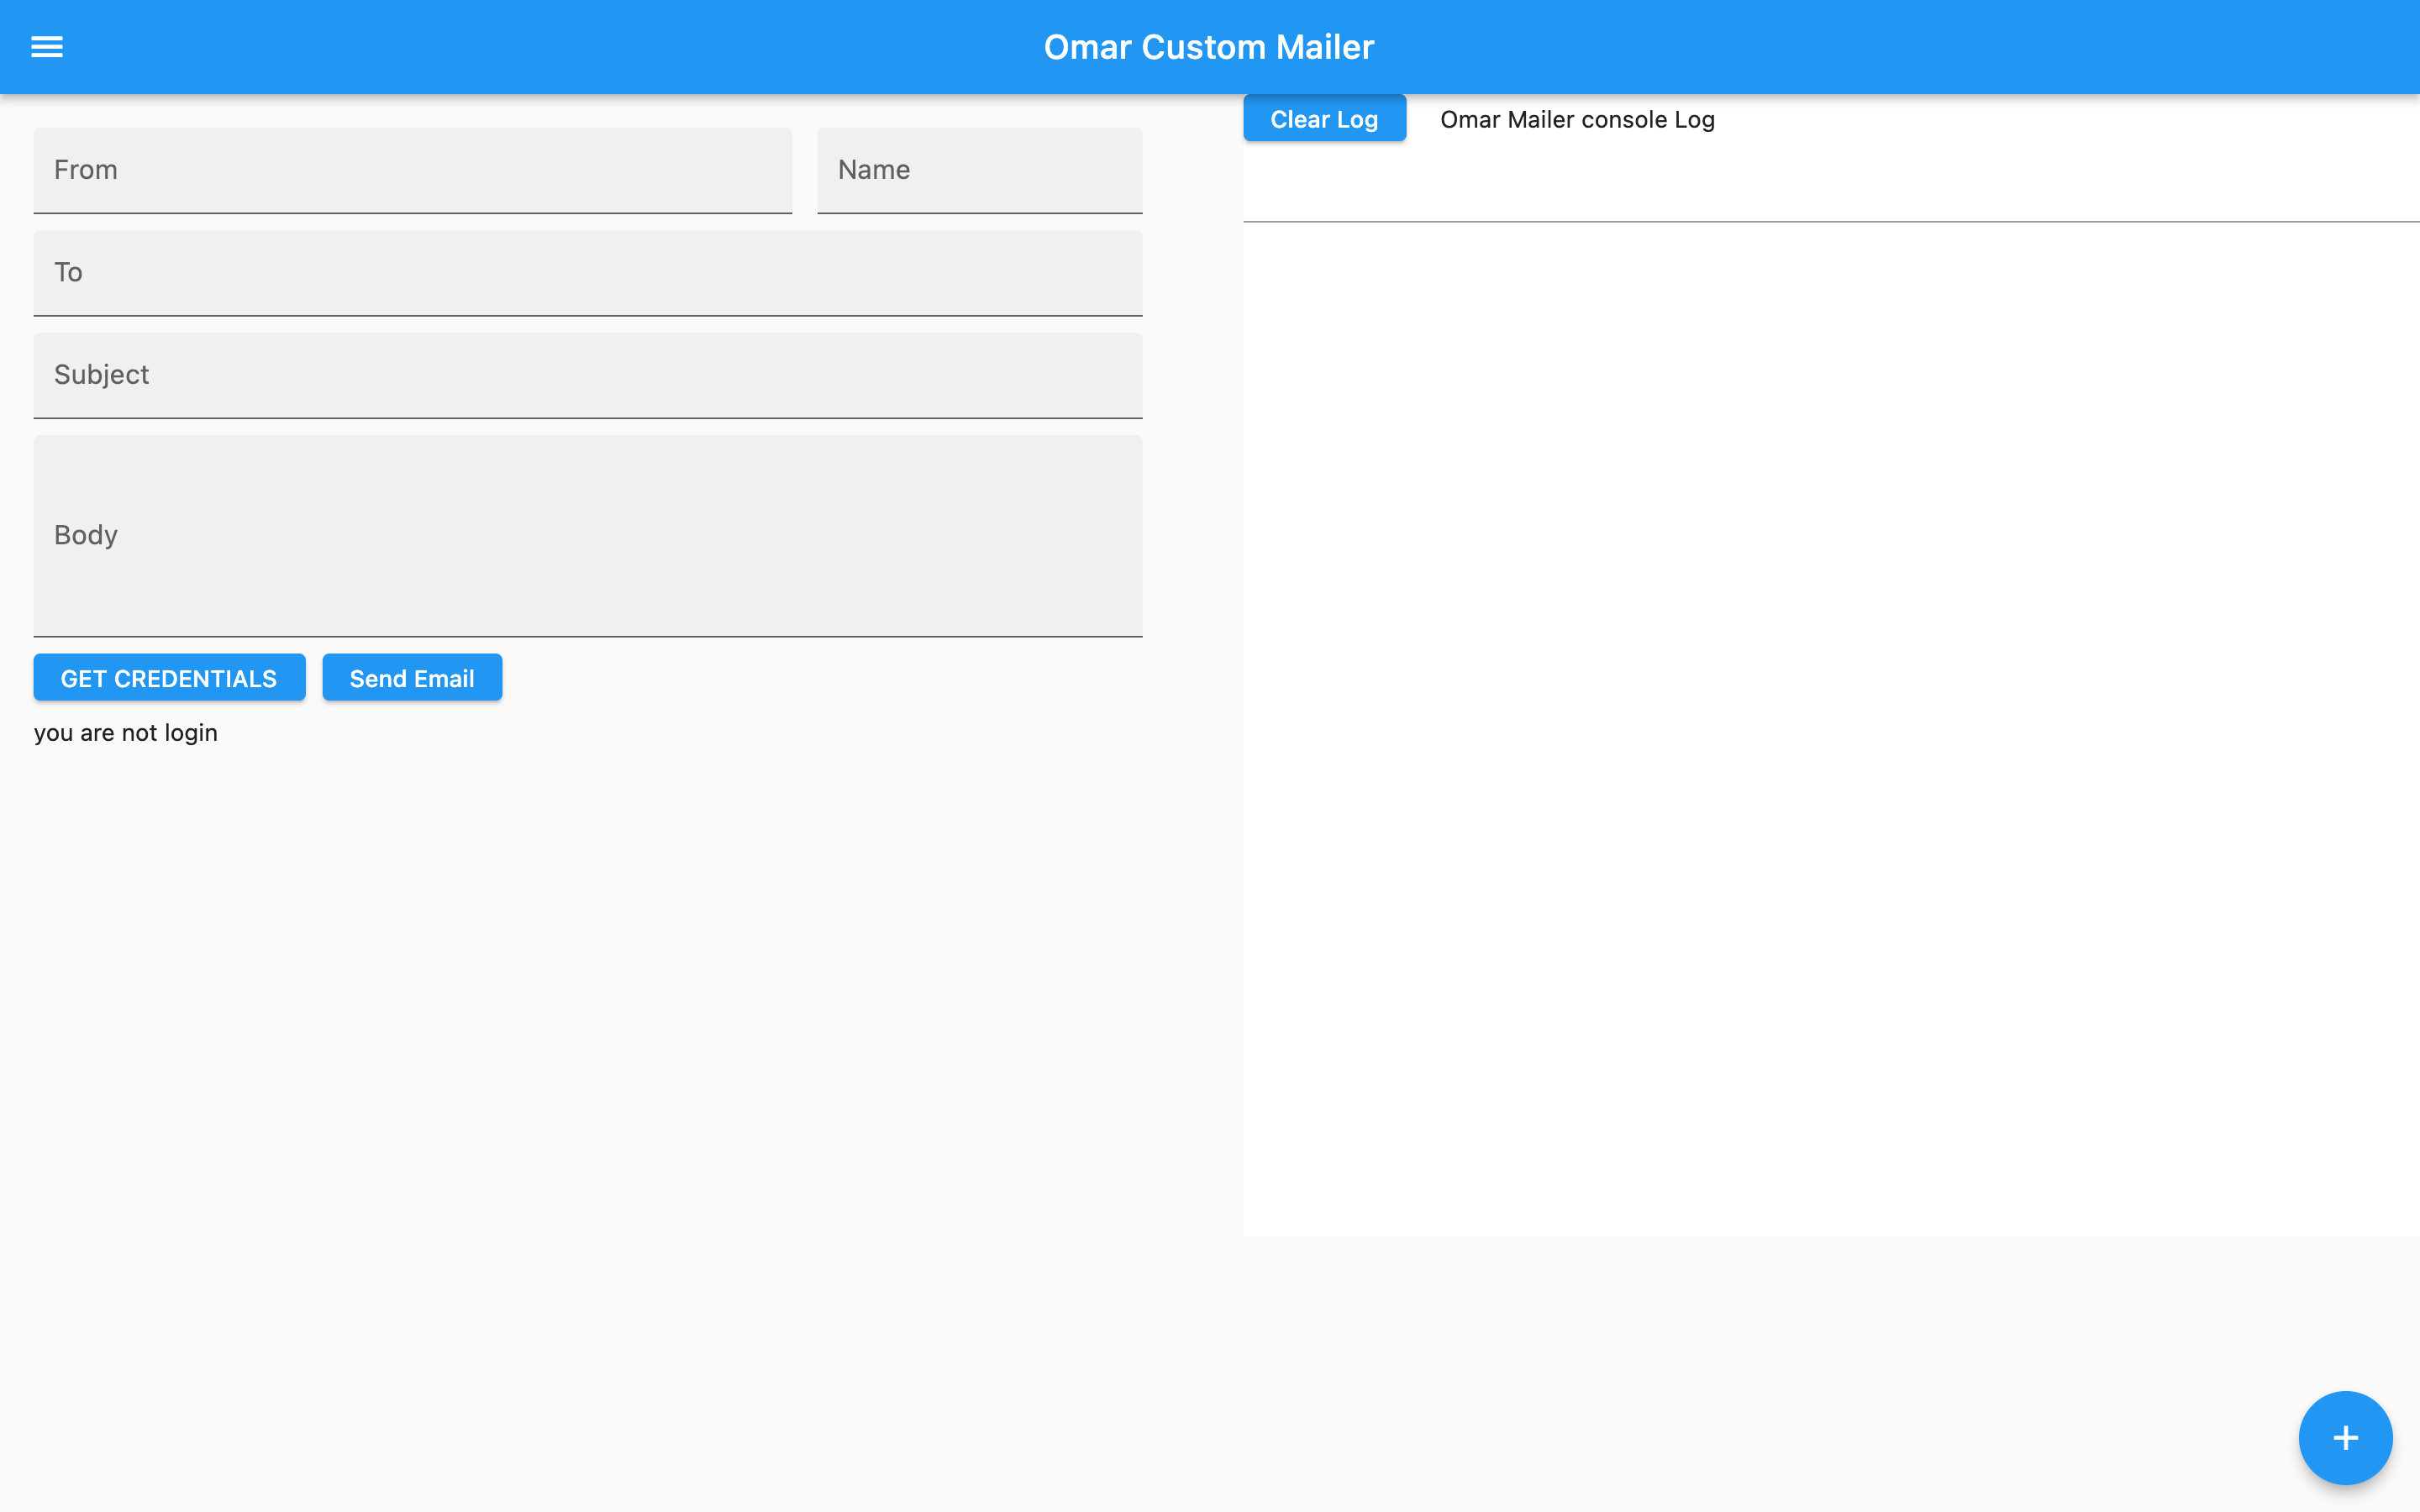 Omar Custom Mailer
From
Name
To
Subject
Body
GET CREDENTIALS
Send Email
you are not login
Clear Log
Omar Mailer console Log